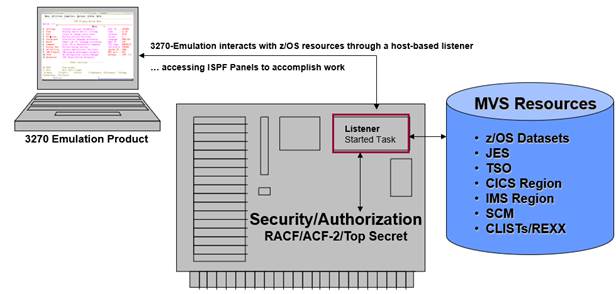 3270-Emulation interacts with z/OS resources through a host-based listener
… accessing ISPF Panels to accomplish work
3270 Emulation Product
Listener
Started Task
Security/Authorization
RACF/ACF-2/Top Secret
MVS Resources
• z/OS Datasets
• JES
• TSO
• CICS Region
• IMS Region
• SCM
• CLISTs/REXX